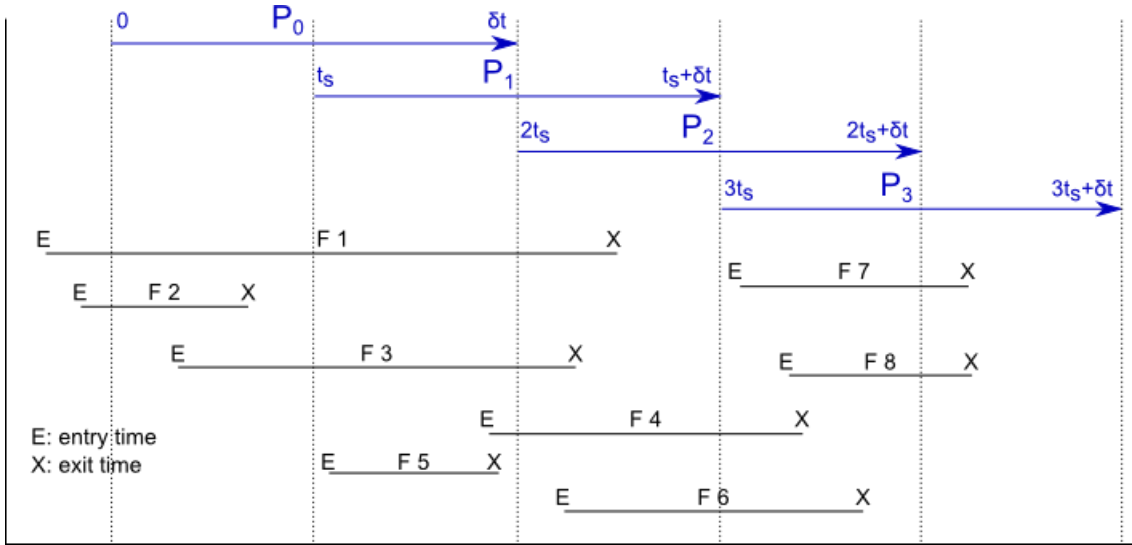 0 P₀ δt
tₛ P₁ tₛ+δt
2tₛ P₂ 2tₛ+δt
3tₛ P₃ 3tₛ+δt
E F 1 X
E F 7 X
E F 2 X
E F 3 X
E F 8 X
E F 4 X
E: entry time
X: exit time
E F 5 X
E F 6 X